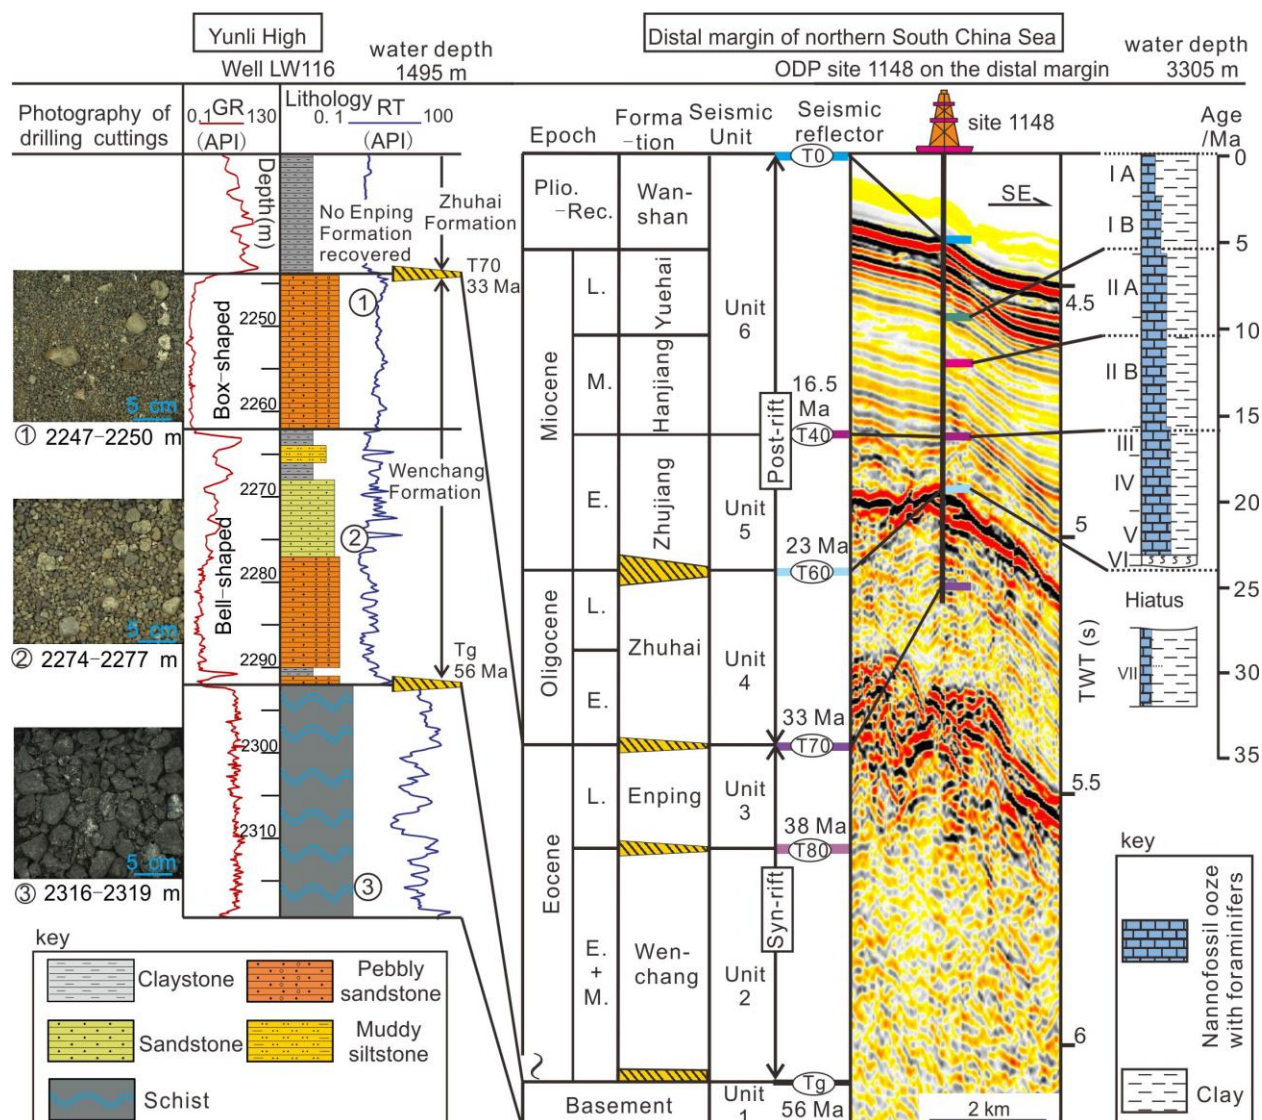 Yunli High
water depth
Well LW116
1495 m
Distal margin of northern South China Sea
water depth
ODP site 1148 on the distal margin
3305 m
Photography of
drilling cuttings
GR
0.1 130
(API)
Lithology
0.1 RT 100
(API)
Depth(m)
No Enping
Formation
recovered
Zhuhai
Formation
T70
33 Ma
Box-shaped
2250
2260
①
5 cm
① 2247-2250 m
Wenchang
Formation
Bell-shaped
2270
2280
2290
②
5 cm
② 2274-2277 m
Tg
56 Ma
2300
2310
③
5 cm
③ 2316-2319 m
key
Claystone
Pebbly
sandstone
Sandstone
Muddy
siltstone
Schist
Epoch
Forma
-tion
Seismic
Unit
Seismic
reflector
site 1148
Age
/Ma
Plio.
-Rec.
Wan-
shan
Miocene
L.
Yuehai
M.
Hanjiang
E.
Zhujiang
Oligocene
L.
E.
Zhuhai
Eocene
L.
Enping
E.
+
M.
Wen-
chang
Basement
Unit
6
Unit
5
Unit
4
Unit
3
Unit
2
Unit
1
T0
16.5
Ma
T40
Post-rift
23 Ma
T60
33 Ma
T70
38 Ma
T80
Syn-rift
Tg
56 Ma
SE
4.5
5
TWT (s)
5.5
6
2 km
I A
I B
II A
II B
III
IV
V
VI
S S S S
Hiatus
VII
0
5
10
15
20
25
30
35
key
Nannofossil ooze
with foraminifers
Clay